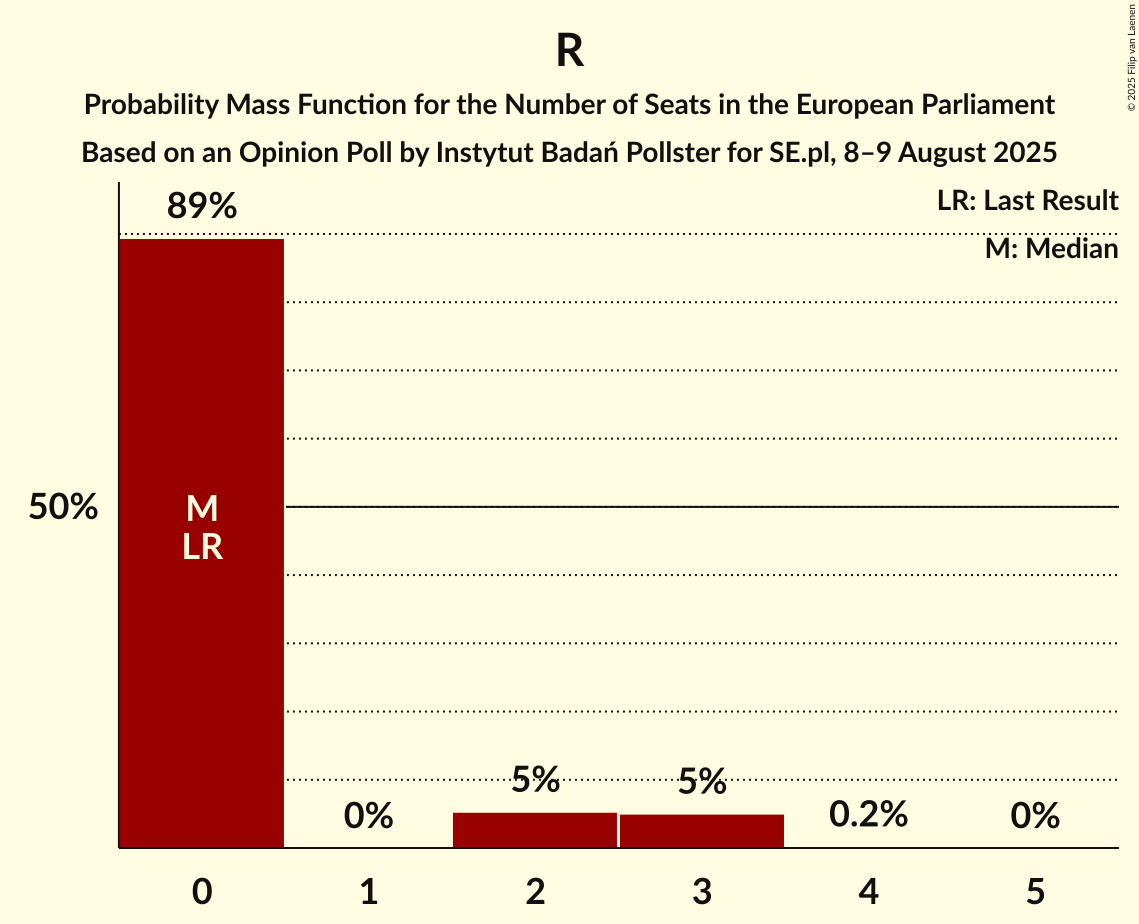 R
Probability Mass Function for the Number of Seats in the European Parliament
Based on an Opinion Poll by Instytut Badań Pollster for SE.pl, 8–9 August 2025
© 2025 Filip van Laenen
LR: Last Result
M: Median
89%
50%
M
LR
5%
5%
0%
0.2%
0%
0 1 2 3 4 5